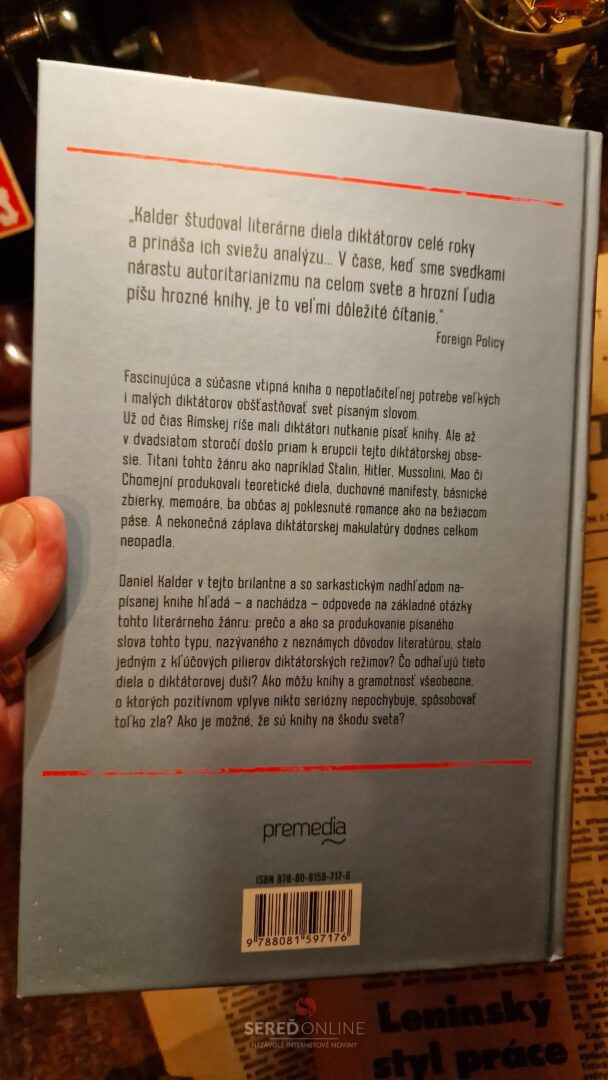 „Kalder študoval literárne diela diktátorov celé roky
a prináša ich sviežu analýzu... V čase, keď sme svedkami
nárastu autoritarianizmu na celom svete a hrozní ľudia
píšu hrozné knihy, je to veľmi dôležité čítanie.“
Foreign Policy
Fascinujúca a súčasne vtipná kniha o nepotlačiteľnej potrebe veľkých
i malých diktátorov obšťastňovať svet písaným slovom.
Už od čias Rímskej ríše mali diktátori nutkanie písať knihy. Ale až
v dvadsiatom storočí došlo priam k erupcii tejto diktátorskej obse-
sie. Titani tohto žánru ako napríklad Stalin, Hitler, Mussolini, Mao či
Chomejní produkovali teoretické diela, duchovné manifesty, básnické
zbierky, memoáre, ba občas aj poklesnuté romance ako na bežiacom
páse. A nekonečná záplava diktátorskej makulatúry dodnes celkom
neopadla.
Daniel Kalder v tejto brilantne a so sarkastickým nadhľadom na-
písanej knihe hľadá – a nachádza – odpovede na základné otázky
tohto literárneho žánru: prečo a ako sa produkovanie písaného
slova tohto typu, nazývaného z neznámych dôvodov literatúrou, stalo
jedným z kľúčových pilierov diktátorských režimov? Čo odhaľujú tieto
diela o diktátorovej duši? Ako môžu knihy a gramotnosť všeobecne,
o ktorých pozitívnom vplyve nikto seriózny nepochybuje, spôsobovať
toľko zla? Ako je možné, že sú knihy na škodu sveta?
premedia
ISBN 978-80-8159-717-6
9 788081 597176
SEREĎONLINE
NEZÁVISLÉ INTERNETOVÉ NOVINY
Leninský
štýl práce